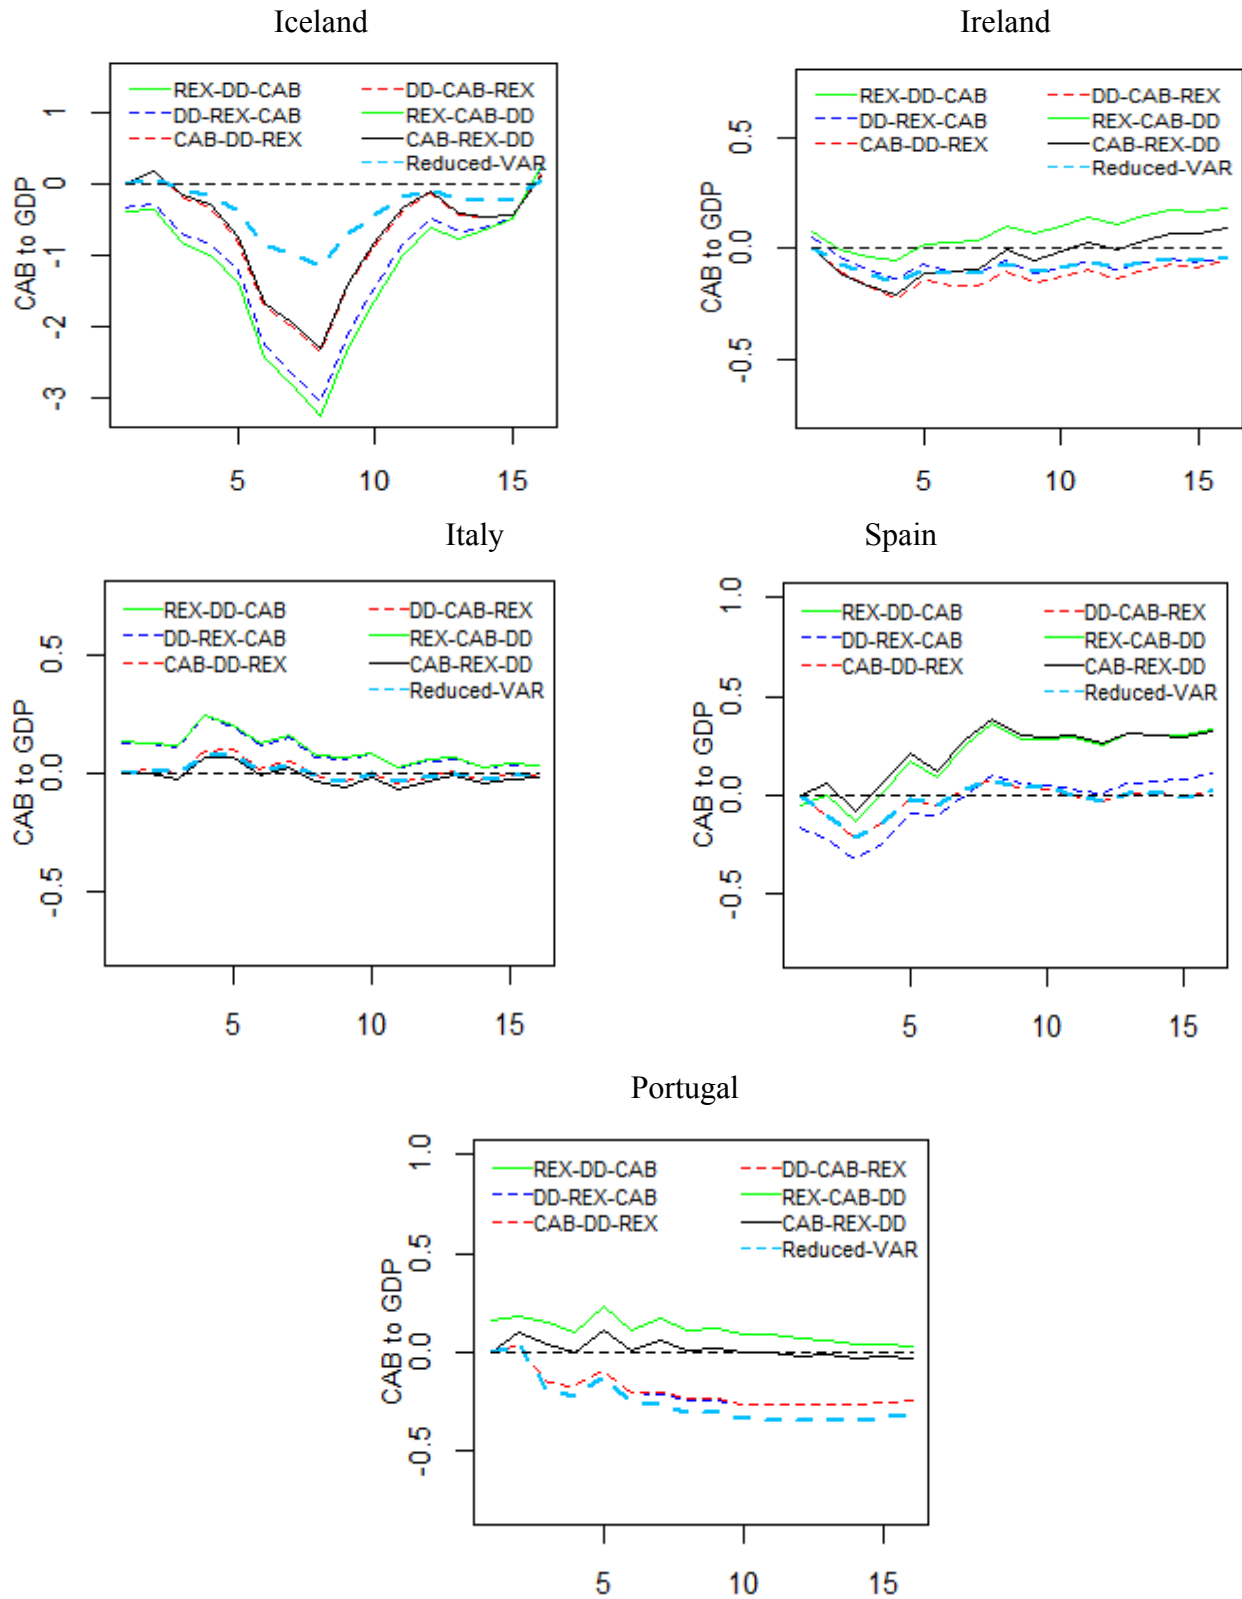 Iceland
Ireland
REX-DD-CAB
DD-CAB-REX
DD-REX-CAB
REX-CAB-DD
CAB-DD-REX
CAB-REX-DD
Reduced-VAR
CAB to GDP
1
0
-1
-2
-3
5
10
15
REX-DD-CAB
DD-CAB-REX
DD-REX-CAB
REX-CAB-DD
CAB-DD-REX
CAB-REX-DD
Reduced-VAR
CAB to GDP
0.5
0.0
-0.5
5
10
15
Italy
Spain
REX-DD-CAB
DD-CAB-REX
DD-REX-CAB
REX-CAB-DD
CAB-DD-REX
CAB-REX-DD
Reduced-VAR
CAB to GDP
0.5
0.0
-0.5
5
10
15
REX-DD-CAB
DD-CAB-REX
DD-REX-CAB
REX-CAB-DD
CAB-DD-REX
CAB-REX-DD
Reduced-VAR
CAB to GDP
1.0
0.5
0.0
-0.5
5
10
15
Portugal
REX-DD-CAB
DD-CAB-REX
DD-REX-CAB
REX-CAB-DD
CAB-DD-REX
CAB-REX-DD
Reduced-VAR
CAB to GDP
1.0
0.5
0.0
-0.5
5
10
15